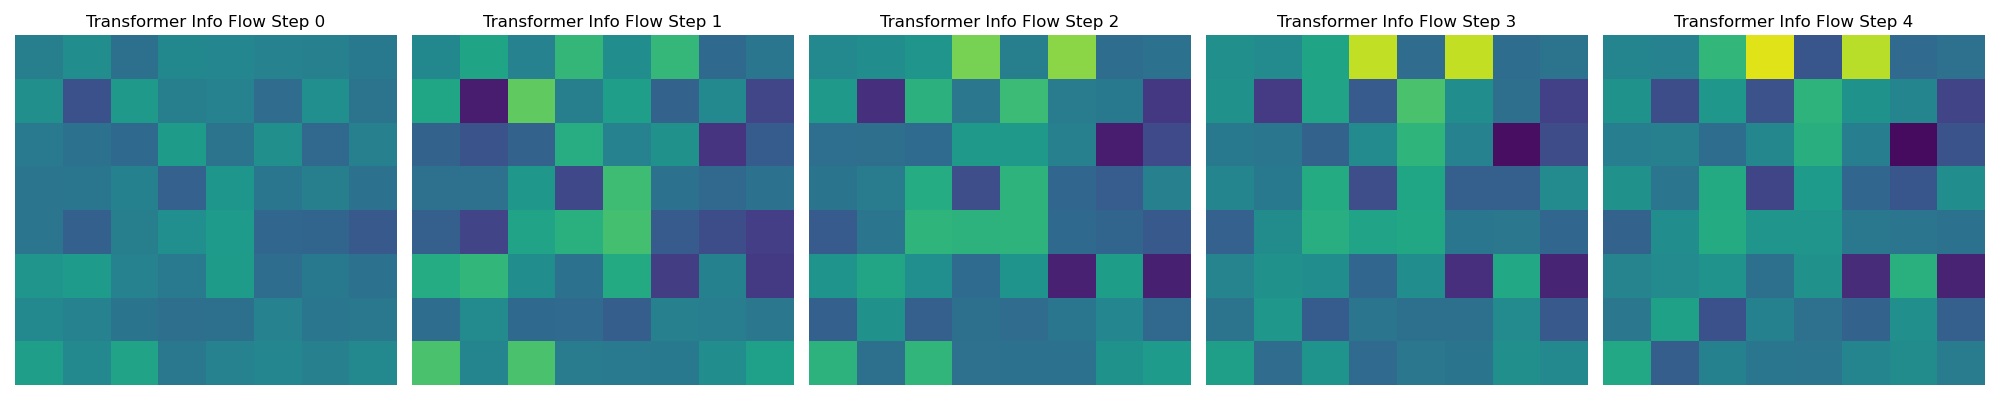 Transformer Info Flow Step 0
Transformer Info Flow Step 1
Transformer Info Flow Step 2
Transformer Info Flow Step 3
Transformer Info Flow Step 4